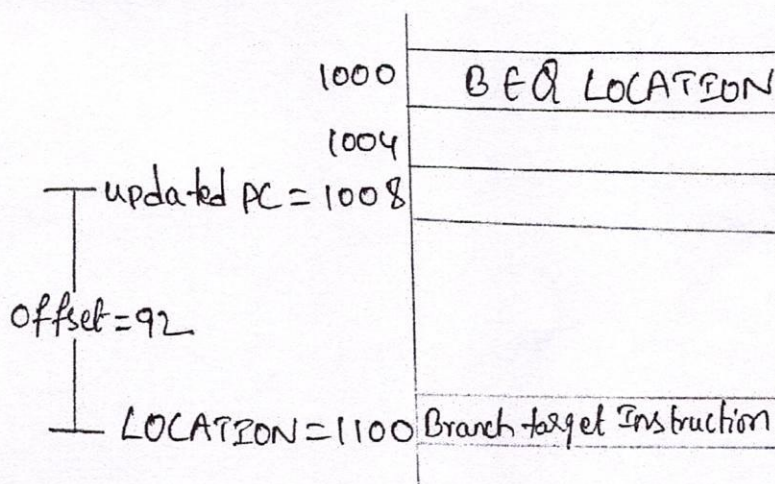 1000 BEQ LOCATION
1004
updated PC = 1008
Offset = 92
LOCATION = 1100 Branch target Instruction